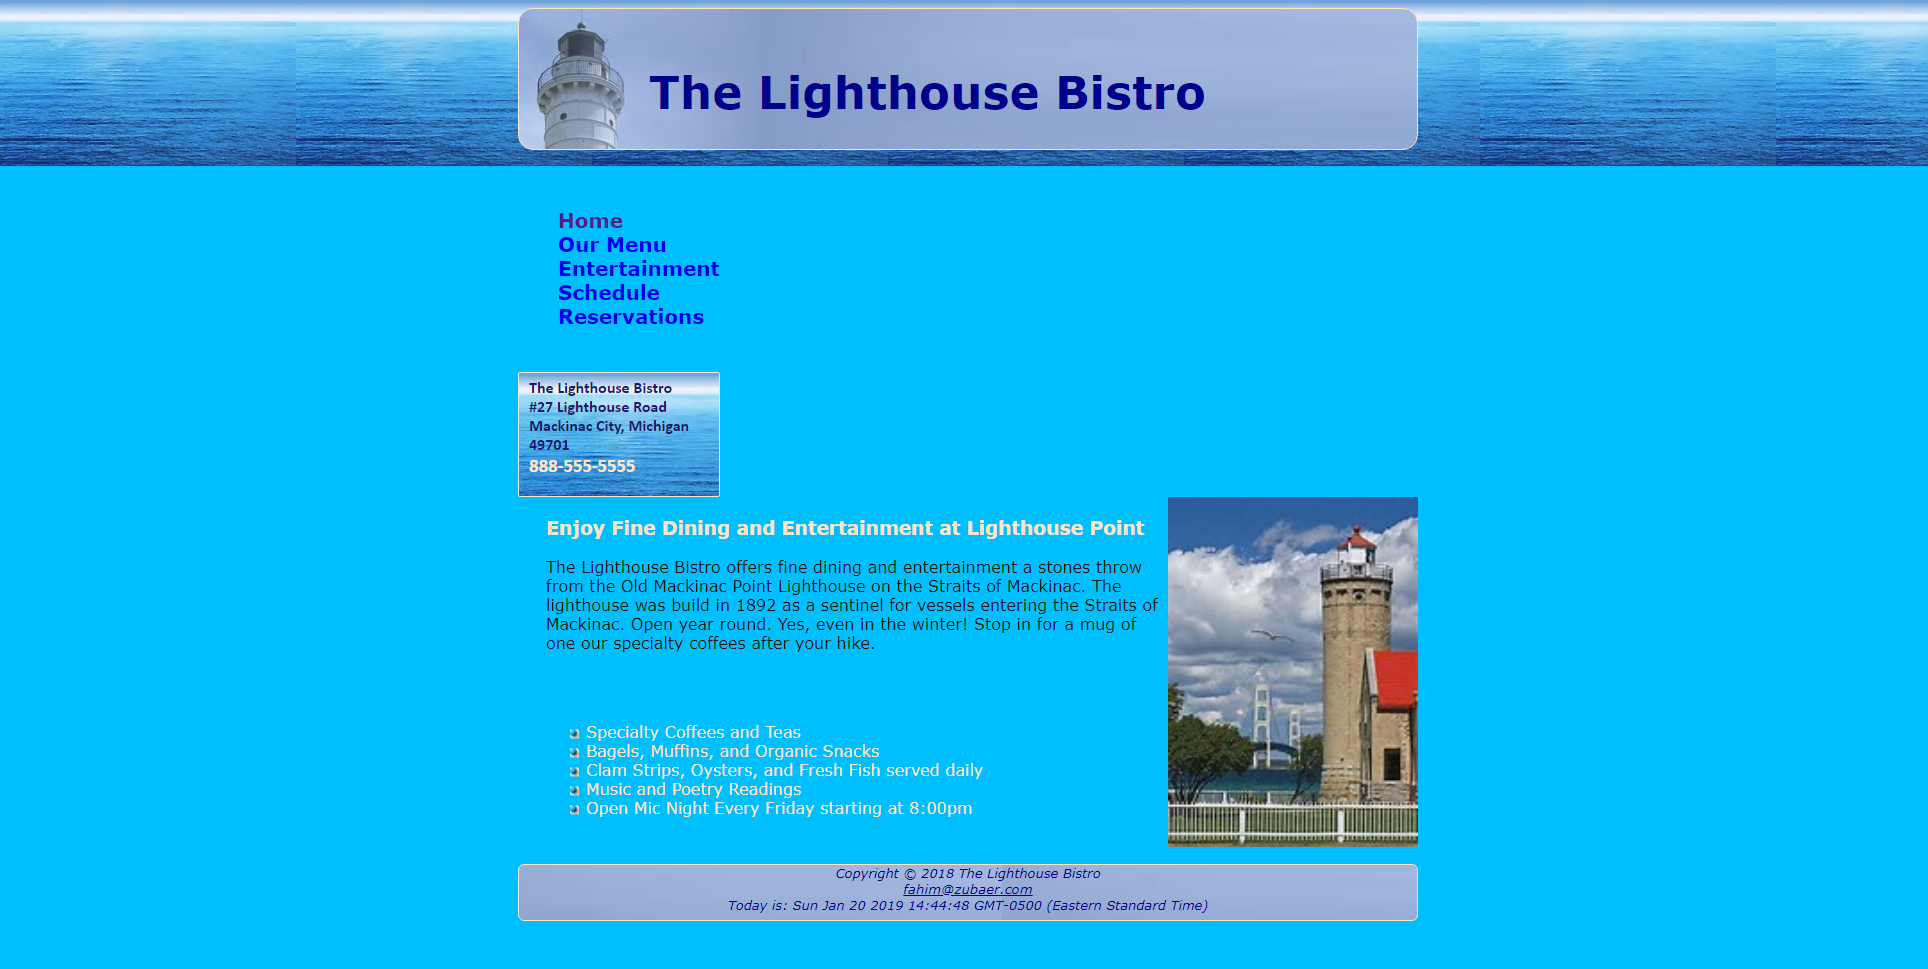 The Lighthouse Bistro
Home
Our Menu
Entertainment
Schedule
Reservations
The Lighthouse Bistro
#27 Lighthouse Road
Mackinac City, Michigan
49701
888-555-5555
Enjoy Fine Dining and Entertainment at Lighthouse Point
The Lighthouse Bistro offers fine dining and entertainment a stones throw
from the Old Mackinac Point Lighthouse on the Straits of Mackinac. The
lighthouse was build in 1892 as a sentinel for vessels entering the Straits of
Mackinac. Open year round. Yes, even in the winter! Stop in for a mug of
one our specialty coffees after your hike.
Specialty Coffees and Teas
Bagels, Muffins, and Organic Snacks
Clam Strips, Oysters, and Fresh Fish served daily
Music and Poetry Readings
Open Mic Night Every Friday starting at 8:00pm
Copyright © 2018 The Lighthouse Bistro
fahim@zubaer.com
Today is: Sun Jan 20 2019 14:44:48 GMT-0500 (Eastern Standard Time)